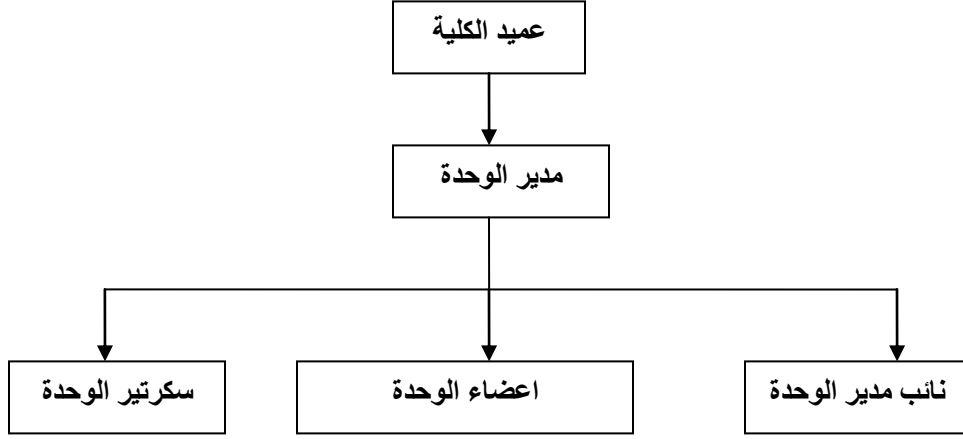 عميد الكلية
مدير الوحدة
نائب مدير الوحدة
اعضاء الوحدة
سكرتير الوحدة